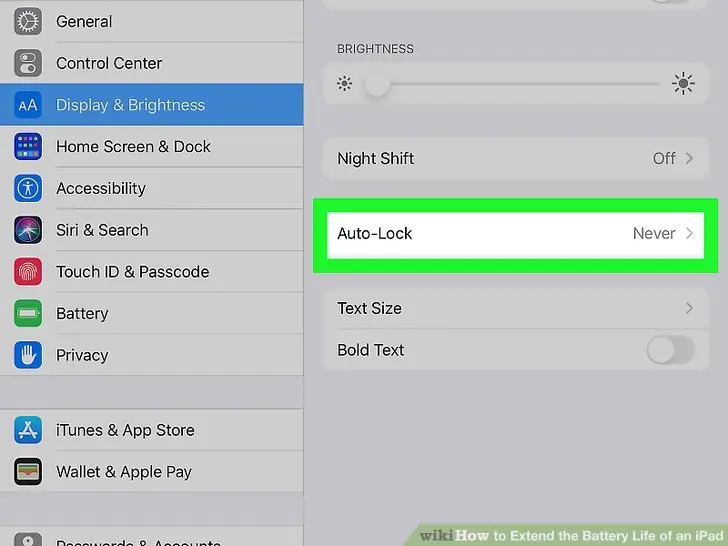 General
Control Center
AA Display & Brightness
Home Screen & Dock
Accessibility
Siri & Search
Touch ID & Passcode
Battery
Privacy
iTunes & App Store
Wallet & Apple Pay
Passwords & Accounts
BRIGHTNESS
Night Shift Off
Auto-Lock Never
Text Size
Bold Text
wikiHow to Extend the Battery Life of an iPad